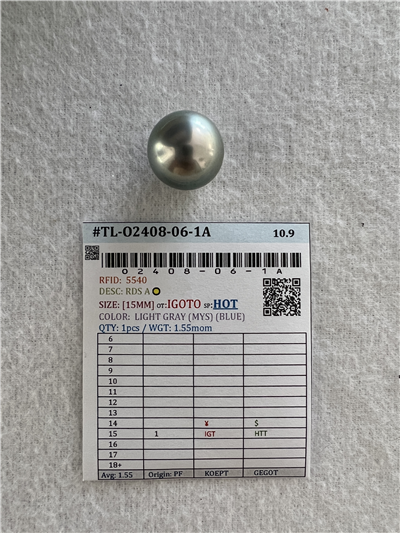 #TL-O2408-06-1A 10.9
O2408-06-1A
RFID: 5540
DESC: RDS A
SIZE: [15MM] OT:IGOTO SP:HOT
COLOR: LIGHT GRAY (MYS) (BLUE)
QTY: 1pcs / WGT: 1.55mom
6
7
8
9
10
11
12
13
14 ¥ $
15 1 IGT HTT
16
17
18+
Avg: 1.55 Origin: PF KOEPT GEGOT